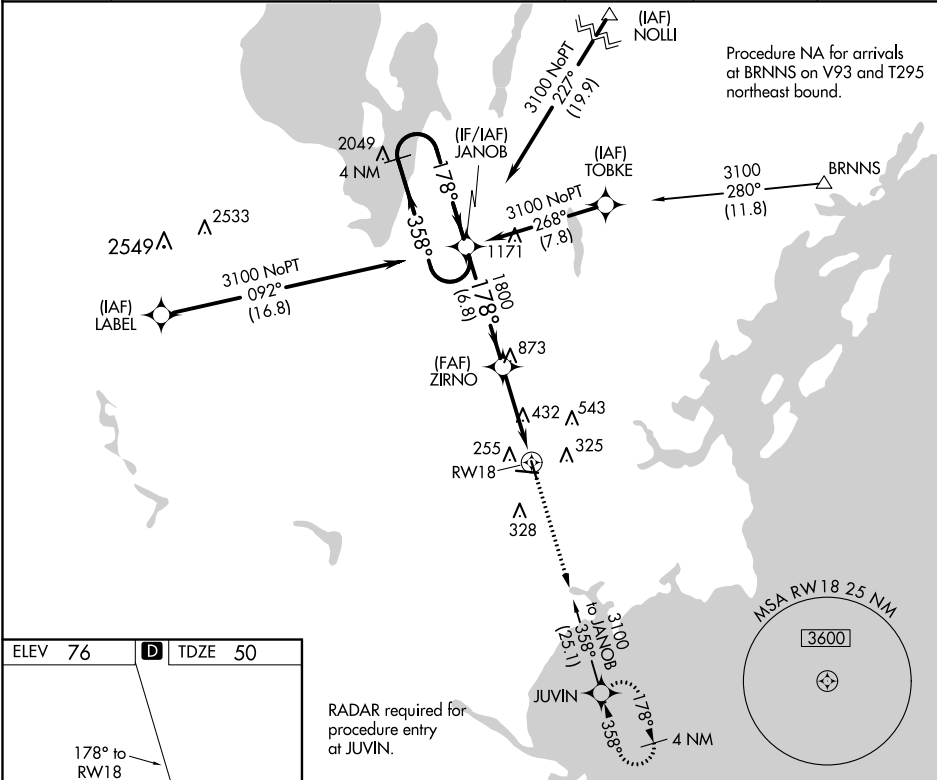 (IAF)
NOLLI
3100 NoPT
227°
(19.9)
Procedure NA for arrivals
at BRNNS on V93 and T295
northeast bound.
2049
4 NM
(IF/IAF)
JANOB
178°
358°
(IAF)
TOBKE
3100
280°
(11.8)
BRNNS
3100 NoPT
268°
(7.8)
1171
2533
2549
3100 NoPT
092°
(16.8)
(IAF)
LABEL
1800
178°
(6.8)
(FAF)
ZIRNO
873
432
543
255
325
RW18
328
3100
to JANOB
358°
(25.1)
JUVIN
178°
358°
4 NM
MSA RW18 25 NM
3600
ELEV 76
D
TDZE 50
178° to
RW18
RADAR required for
procedure entry
at JUVIN.